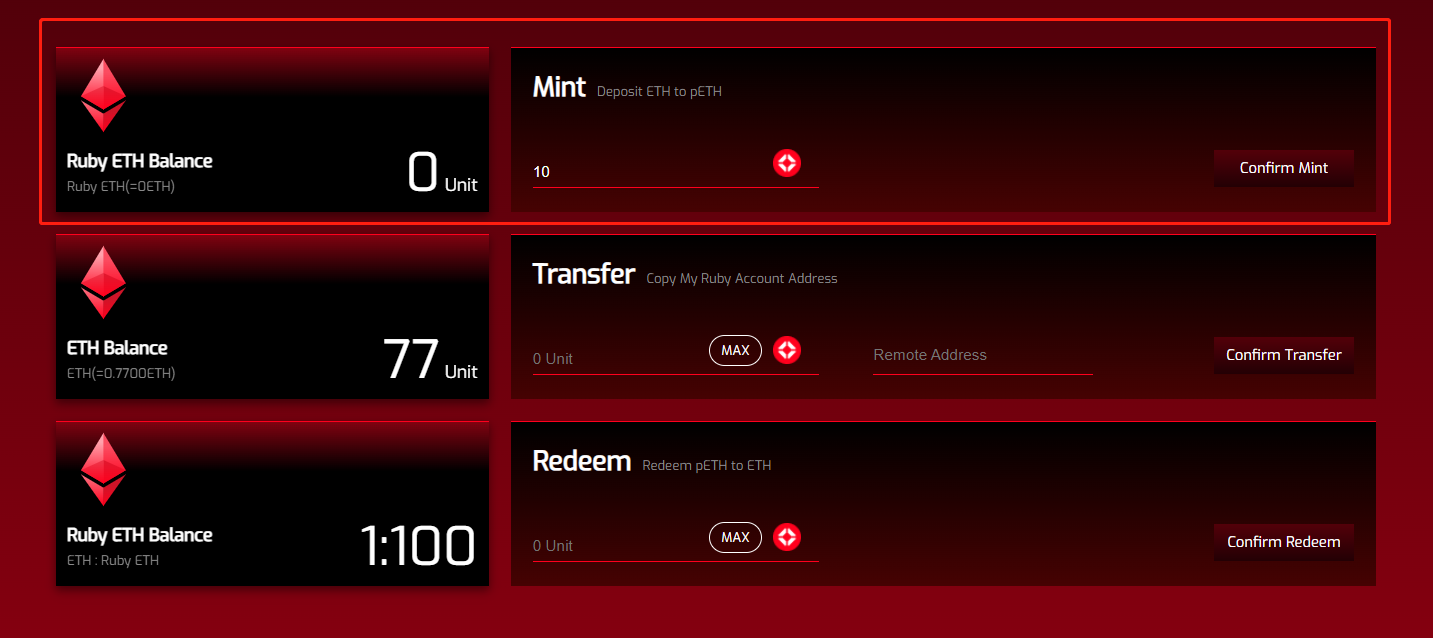 Mint Deposit ETH to pETH
Ruby ETH Balance
Ruby ETH(=0ETH)
0 Unit
10
Confirm Mint
Transfer Copy My Ruby Account Address
ETH Balance
ETH(=0.7700ETH)
77 Unit
0 Unit
MAX
Remote Address
Confirm Transfer
Redeem Redeem pETH to ETH
Ruby ETH Balance
ETH : Ruby ETH
1:100
0 Unit
MAX
Confirm Redeem